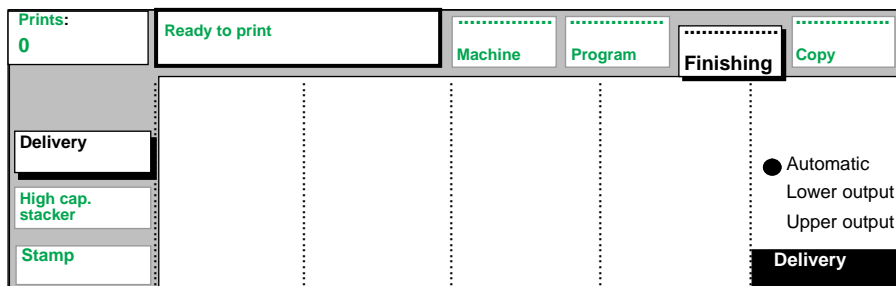 Prints:
0
Ready to print
Machine
Program
Finishing
Copy
Delivery
High cap.
stacker
Stamp
Automatic
Lower output
Upper output
Delivery